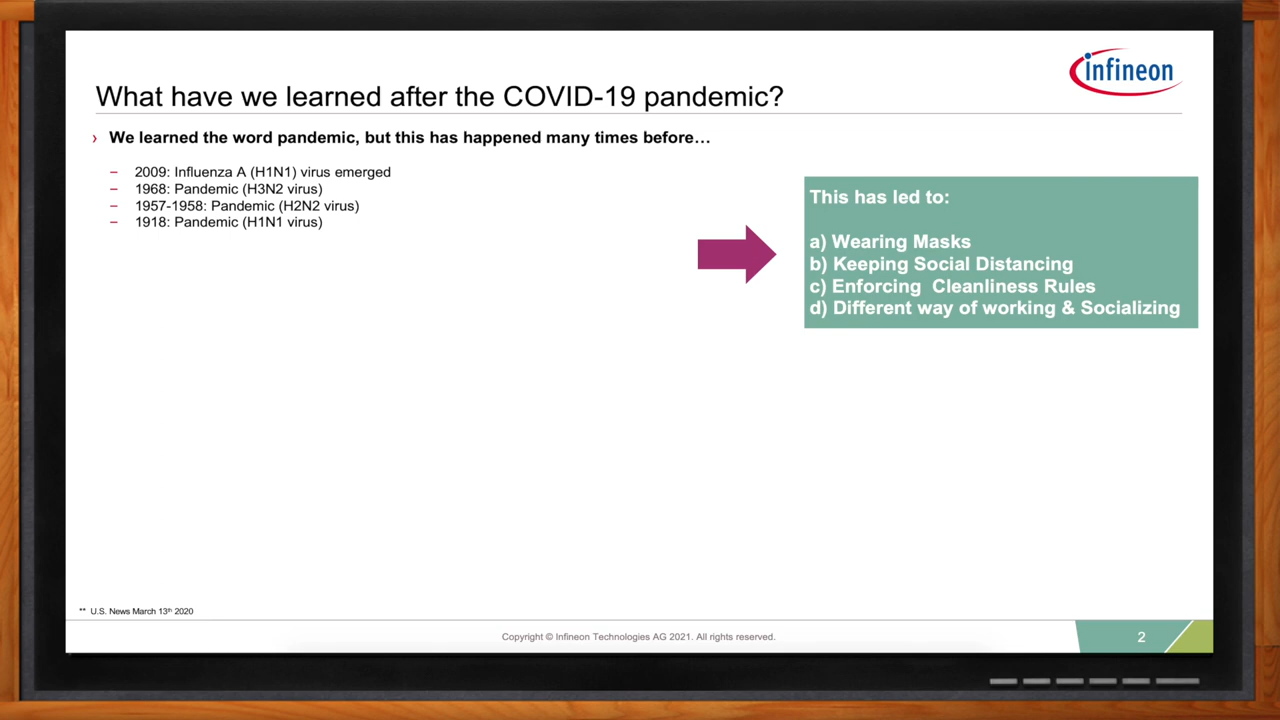 infineon
What have we learned after the COVID-19 pandemic?
› We learned the word pandemic, but this has happened many times before…
– 2009: Influenza A (H1N1) virus emerged
– 1968: Pandemic (H3N2 virus)
– 1957-1958: Pandemic (H2N2 virus)
– 1918: Pandemic (H1N1 virus)
This has led to:
a) Wearing Masks
b) Keeping Social Distancing
c) Enforcing  Cleanliness Rules
d) Different way of working & Socializing
** U.S. News March 13th 2020
Copyright © Infineon Technologies AG 2021. All rights reserved.
2